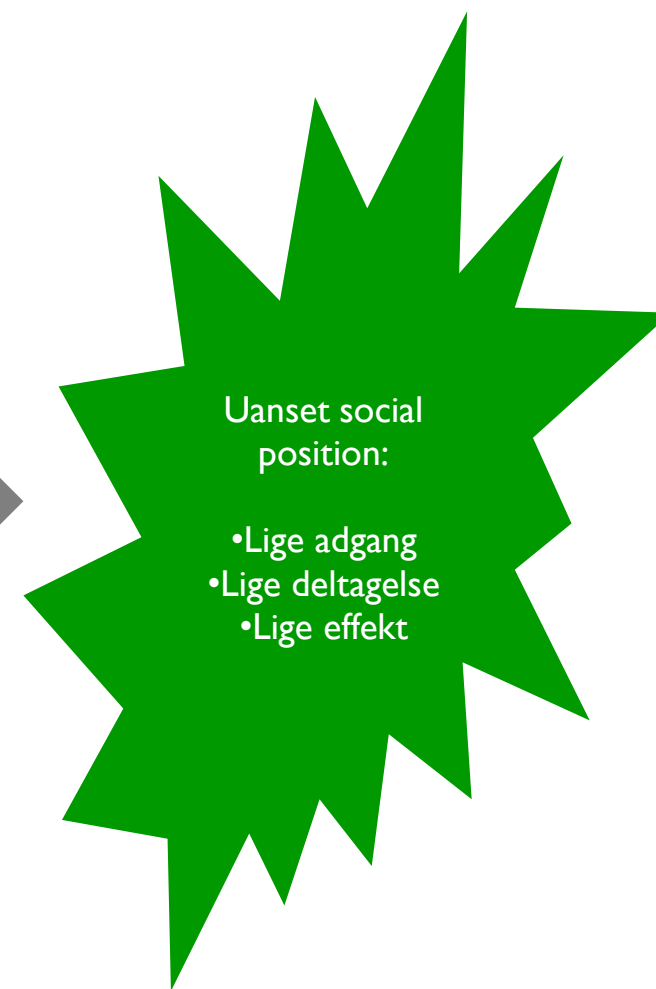 Uanset social
position:
•Lige adgang
•Lige deltagelse
•Lige effekt